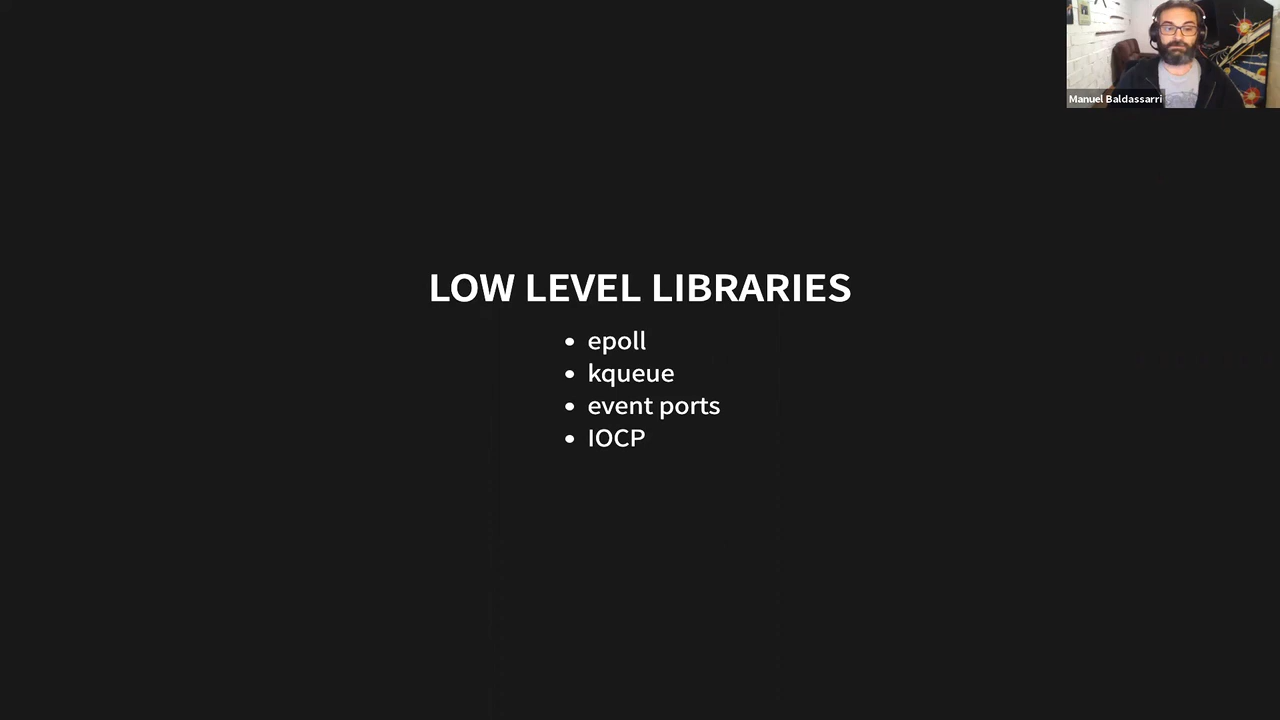 Manuel Baldassarri
LOW LEVEL LIBRARIES
• epoll
• kqueue
• event ports
• IOCP